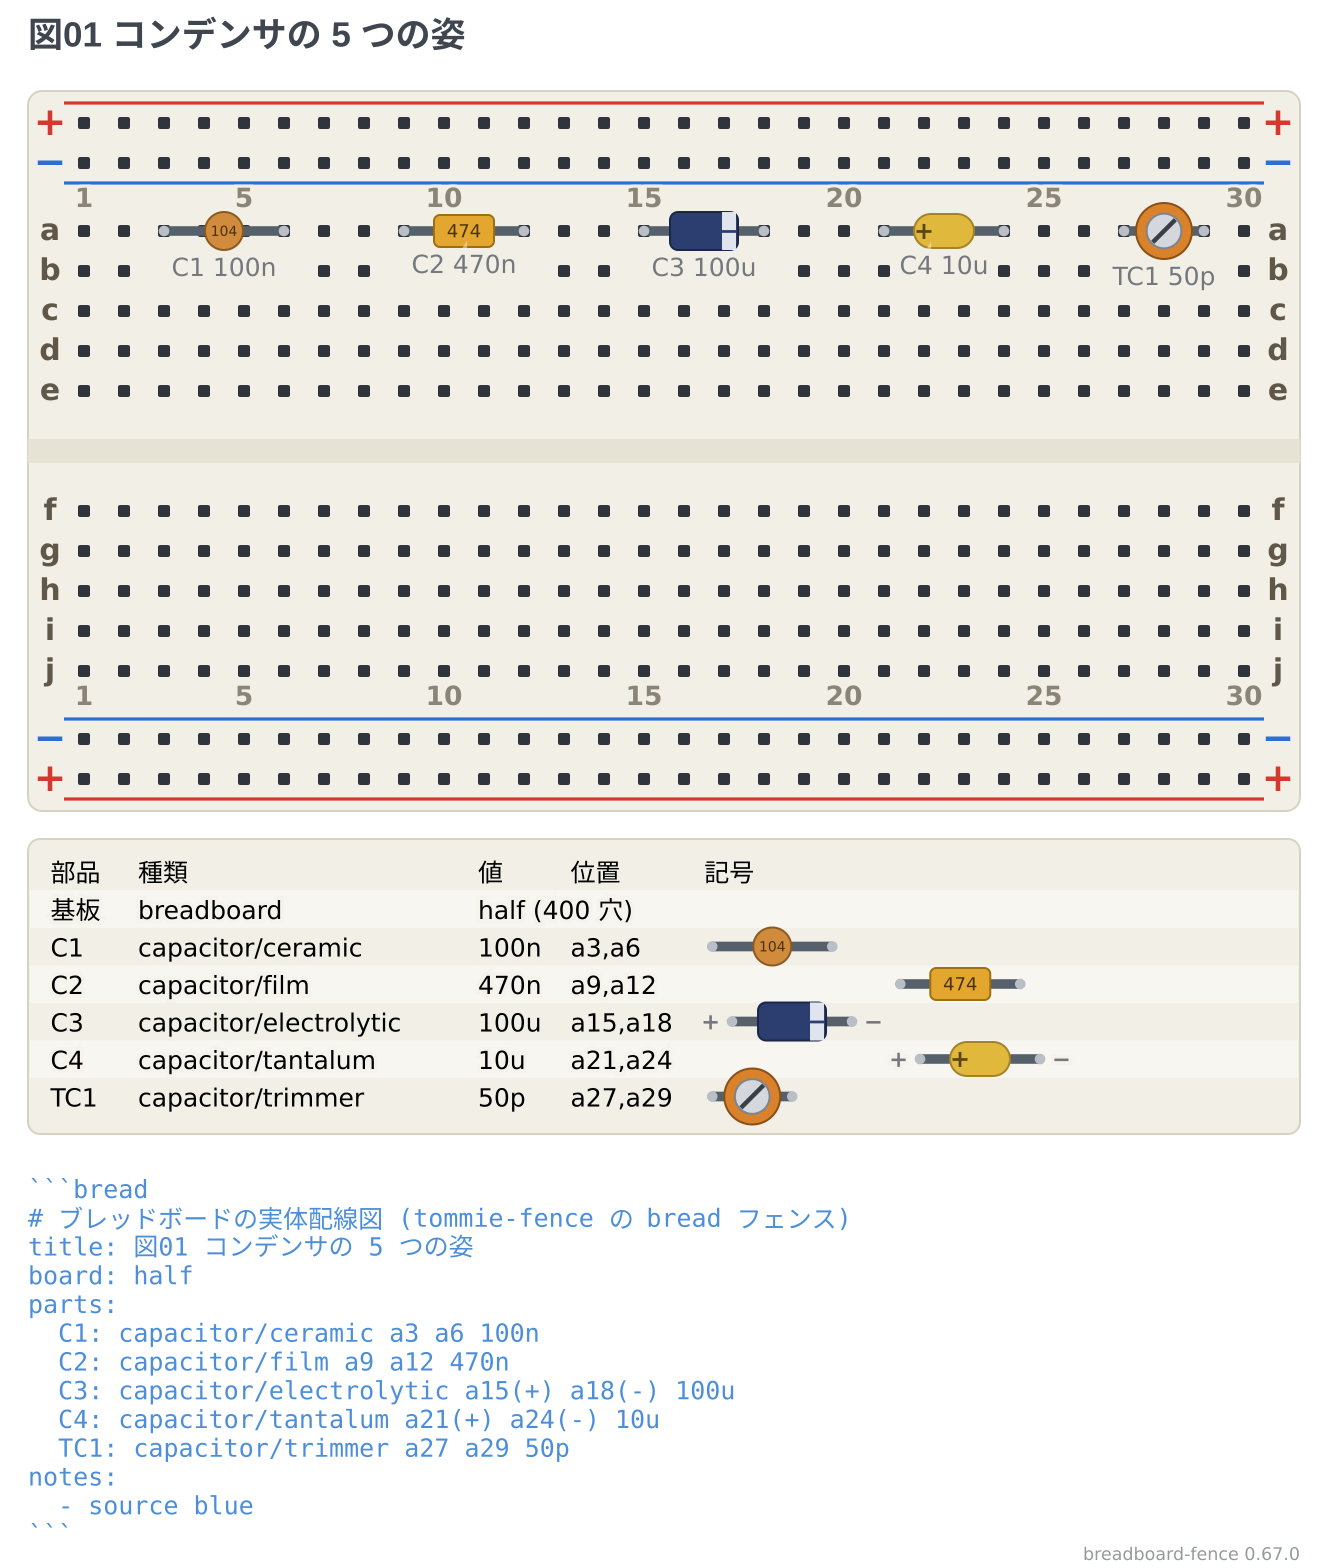 図01 コンデンサの 5 つの姿
+ +
− −
1 5 10 15 20 25 30
a 104 474 + a
b C1 100n C2 470n C3 100u C4 10u TC1 50p b
c c
d d
e e
f f
g g
h h
i i
j j
1 5 10 15 20 25 30
− −
+ +
部品 種類 値 位置 記号
基板 breadboard half (400 穴)
C1 capacitor/ceramic 100n a3,a6 104
C2 capacitor/film 470n a9,a12 474
C3 capacitor/electrolytic 100u a15,a18 + −
C4 capacitor/tantalum 10u a21,a24 + + −
TC1 capacitor/trimmer 50p a27,a29
```bread
# ブレッドボードの実体配線図 (tommie-fence の bread フェンス)
title: 図01 コンデンサの 5 つの姿
board: half
parts:
  C1: capacitor/ceramic a3 a6 100n
  C2: capacitor/film a9 a12 470n
  C3: capacitor/electrolytic a15(+) a18(-) 100u
  C4: capacitor/tantalum a21(+) a24(-) 10u
  TC1: capacitor/trimmer a27 a29 50p
notes:
  - source blue
```
breadboard-fence 0.67.0